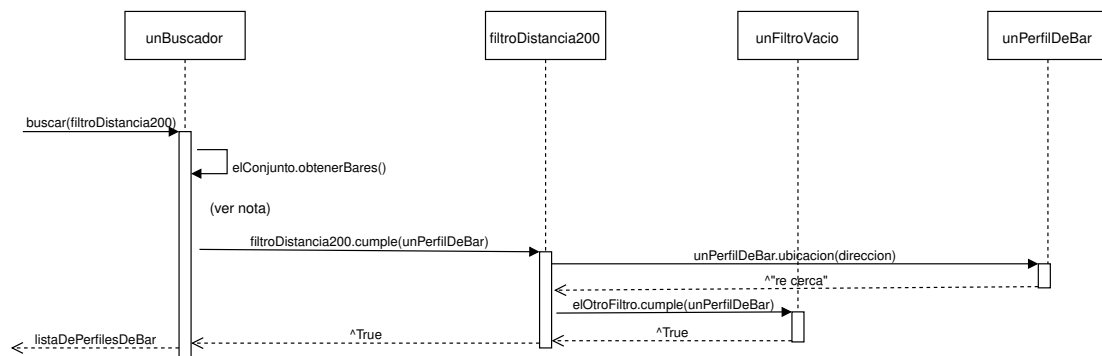 unBuscador
filtroDistancia200
unFiltroVacio
unPerfilDeBar
buscar(filtroDistancia200)
elConjunto.obtenerBares()
(ver nota)
filtroDistancia200.cumple(unPerfilDeBar)
unPerfilDeBar.ubicacion(direccion)
^"re cerca"
elOtroFiltro.cumple(unPerfilDeBar)
^True
^True
listaDePerfilesDeBar